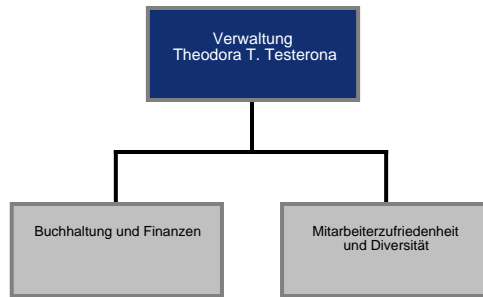 Verwaltung
Theodora T. Testerona
Buchhaltung und Finanzen
Mitarbeiterzufriedenheit
und Diversität